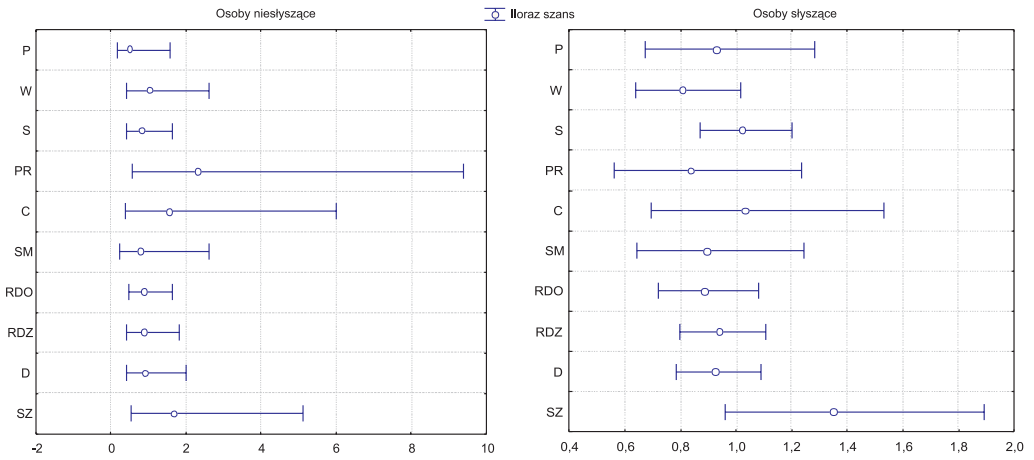 Osoby niesłyszące
Iloraz szans
Osoby słyszące
P
W
S
PR
C
SM
RDO
RDZ
D
SZ
-2 0 2 4 6 8 10
P
W
S
PR
C
SM
RDO
RDZ
D
SZ
0,4 0,6 0,8 1,0 1,2 1,4 1,6 1,8 2,0